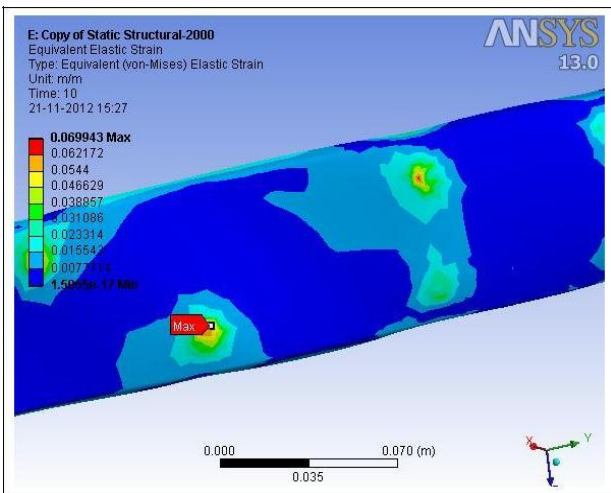 E: Copy of Static Structural-2000
Equivalent Elastic Strain
Type: Equivalent (von-Mises) Elastic Strain
Unit: m/m
Time: 10
21-11-2012 15:27
ANSYS
13.0
0.069943 Max
0.062172
0.0544
0.046629
0.038857
0.031086
0.023314
0.015543
0.0077714
Min
Max
0.000
0.070 (m)
0.035
X
Y